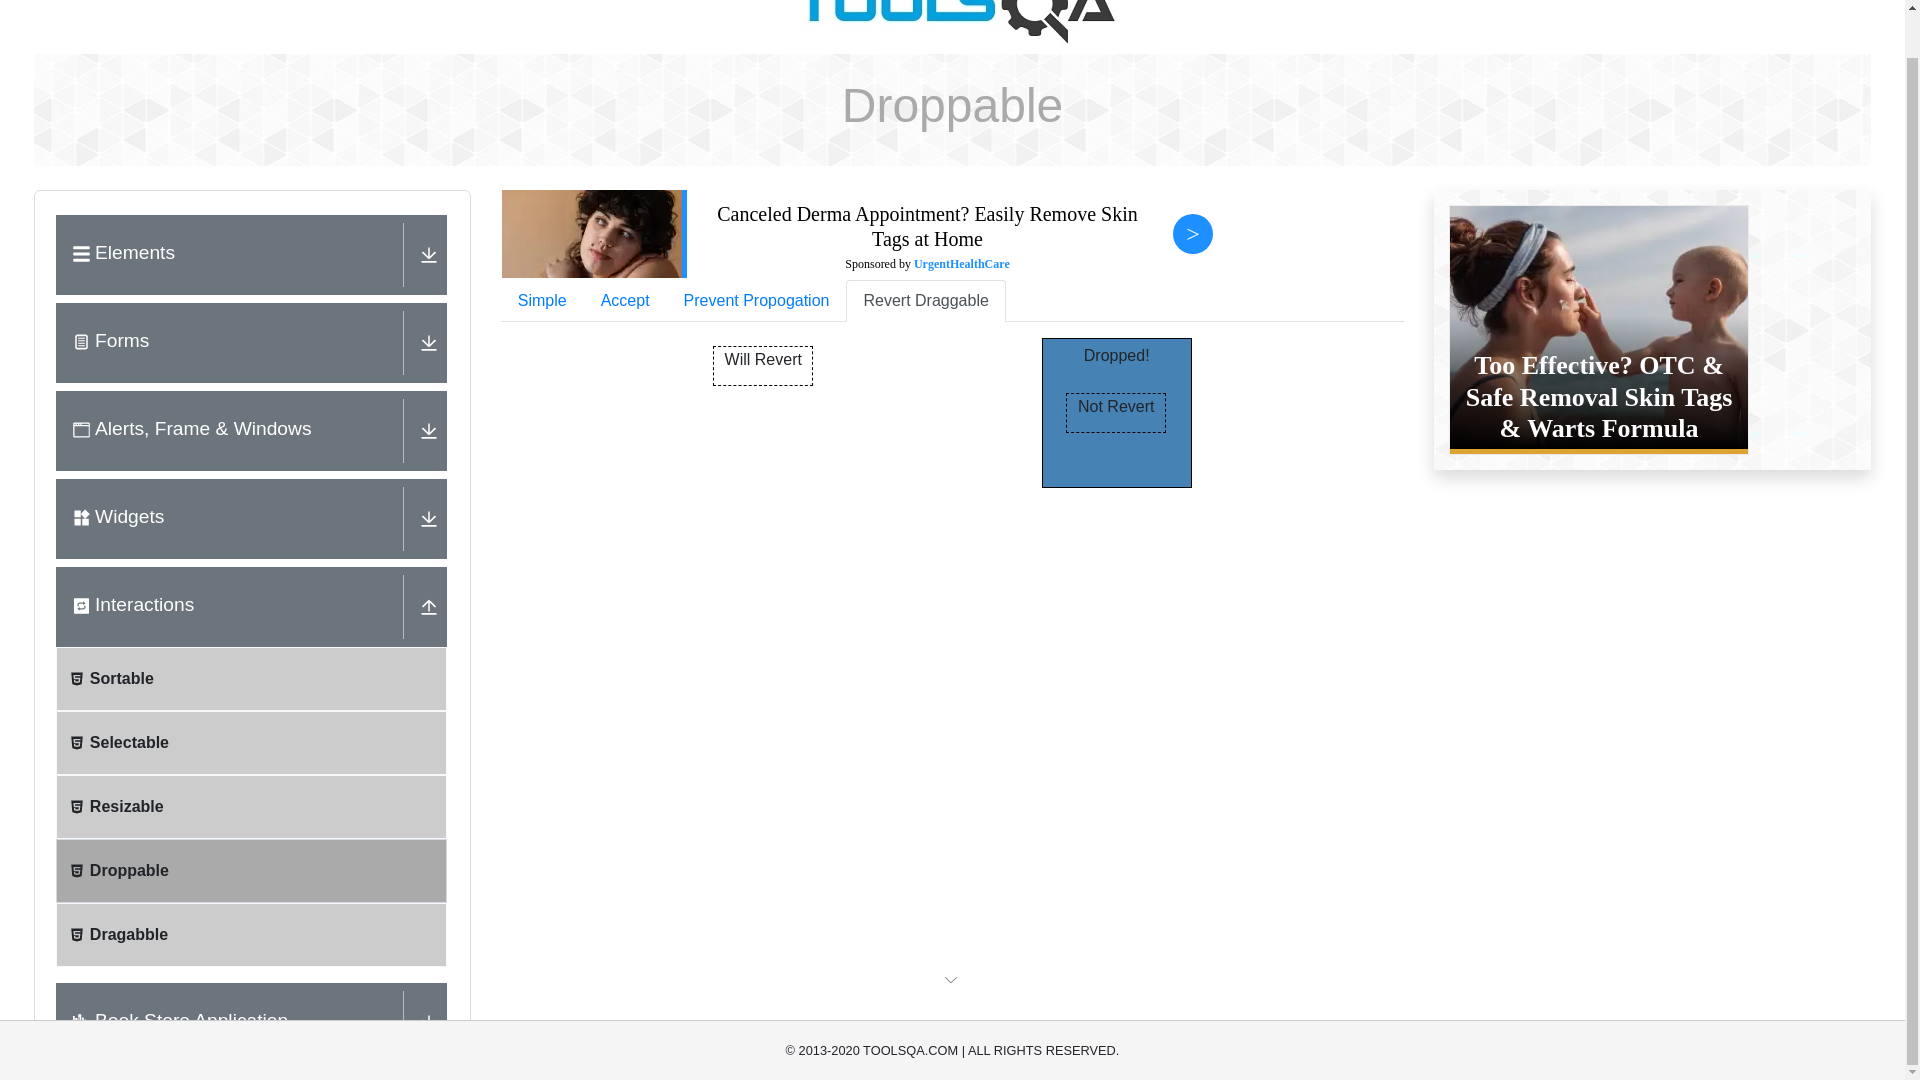 TOOLSQA
Droppable
Elements
Forms
Alerts, Frame & Windows
Widgets
Interactions
Sortable
Selectable
Resizable
Droppable
Dragabble
Book Store Application
Canceled Derma Appointment? Easily Remove Skin
Tags at Home
Sponsored by UrgentHealthCare
>
Simple Accept Prevent Propogation Revert Draggable
Will Revert
Dropped!
Not Revert
Too Effective? OTC &
Safe Removal Skin Tags
& Warts Formula
© 2013-2020 TOOLSQA.COM | ALL RIGHTS RESERVED.